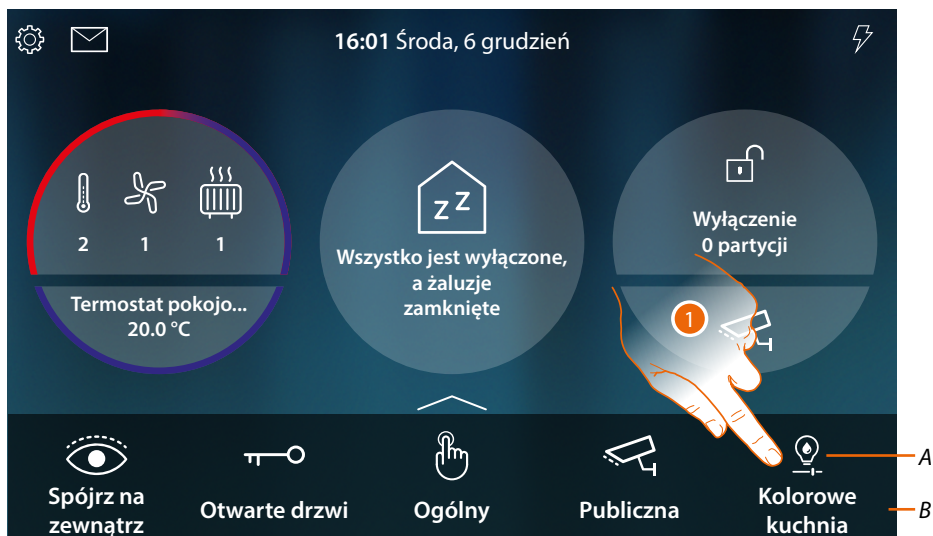 16:01 Środa, 6 grudzień
2 1 1
Termostat pokojo...
20.0 °C
zZ
Wszystko jest wyłączone,
a żaluzje
zamknięte
Wyłączenie
0 partycji
1
Spójrz na
zewnątrz
Otwarte drzwi
Ogólny
Publiczna
Kolorowe
kuchnia
A
B